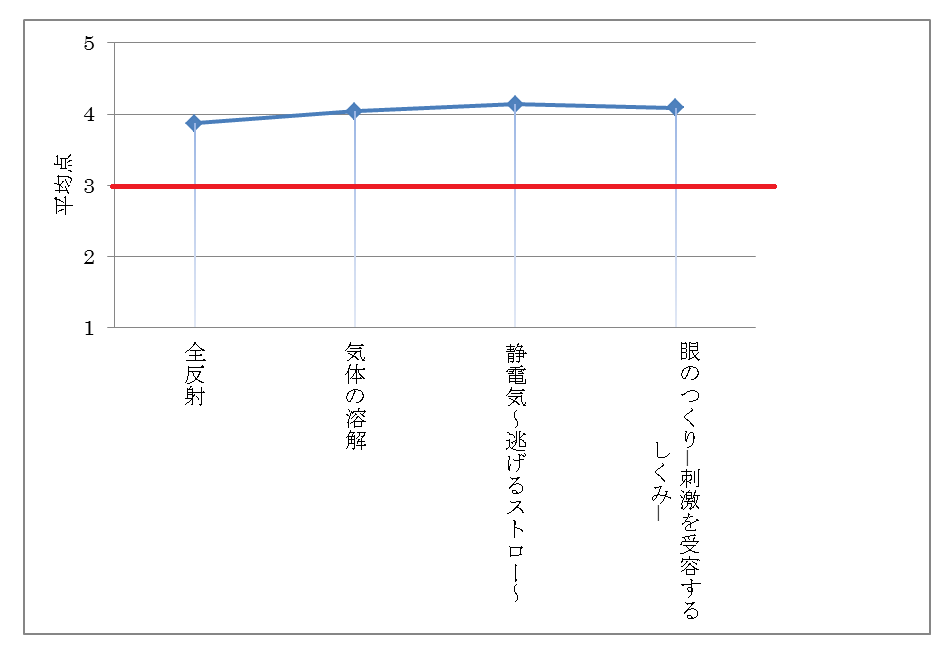 5
4
3
2
1
平均点
全反射
気体の溶解
静電気～逃げるストロー～
眼のつくり－刺激を受容する
しくみ－